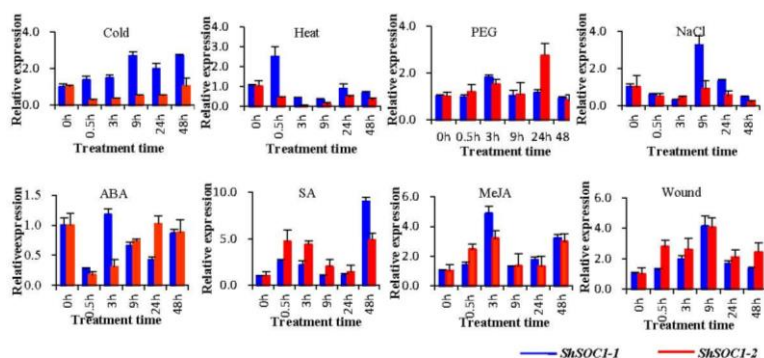 Cold
Relative expression
4.0
2.0
0.0
0h
0.5h
3h
9h
24h
48h
Treatment time
Heat
Relative expression
4.0
3.0
2.0
1.0
0.0
0h
0.5h
3h
9h
24h
48h
Treatment time
PEG
Relative expression
4.0
2.0
0.0
0h
0.5h
3h
9h
24h
48h
Treatment time
NaCl
Relative expression
4.0
2.0
0.0
0h
0.5h
3h
9h
24h
48h
Treatment time
ABA
Relativeexpression
1.5
1.0
0.5
0.0
0h
0.5h
3h
9h
24h
48h
Treatment time
SA
Relative expression
10.0
5.0
0.0
0h
0.5h
3h
9h
24h
48h
Treatment time
MeJA
Relative expression
6.0
4.0
2.0
0.0
0h
0.5h
3h
9h
24h
48h
Treatment time
Wound
Relative expression
6.0
4.0
2.0
0.0
0h
0.5h
3h
9h
24h
48h
Treatment time
ShSOC1-1
ShSOC1-2